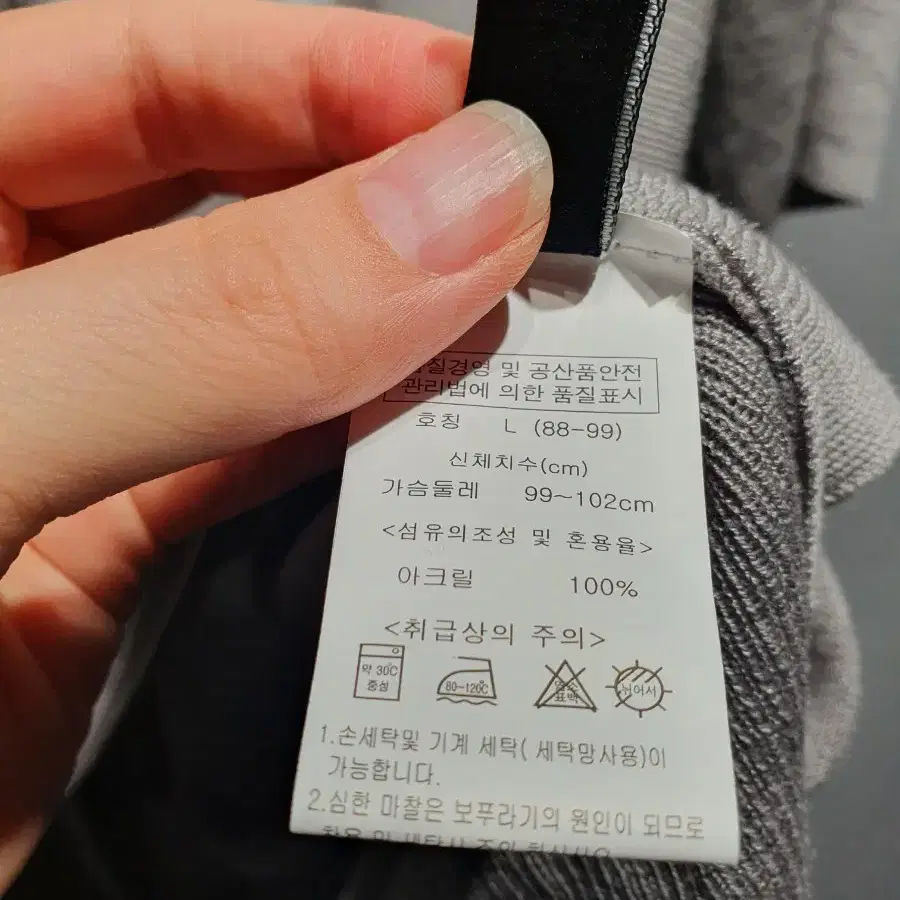 질경영 및 공산품안전
관리법에 의한 품질표시
호칭 L (88-99)
신체치수(cm)
가슴둘레 99~102cm
<섬유의조성 및 혼용율>
아크릴 100%
<취급상의 주의>
약 30℃
중성
80~120℃
표백
뉘어서
1.손세탁및 기계 세탁( 세탁망사용)이
가능합니다.
2.심한 마찰은 보푸라기의 원인이 되므로